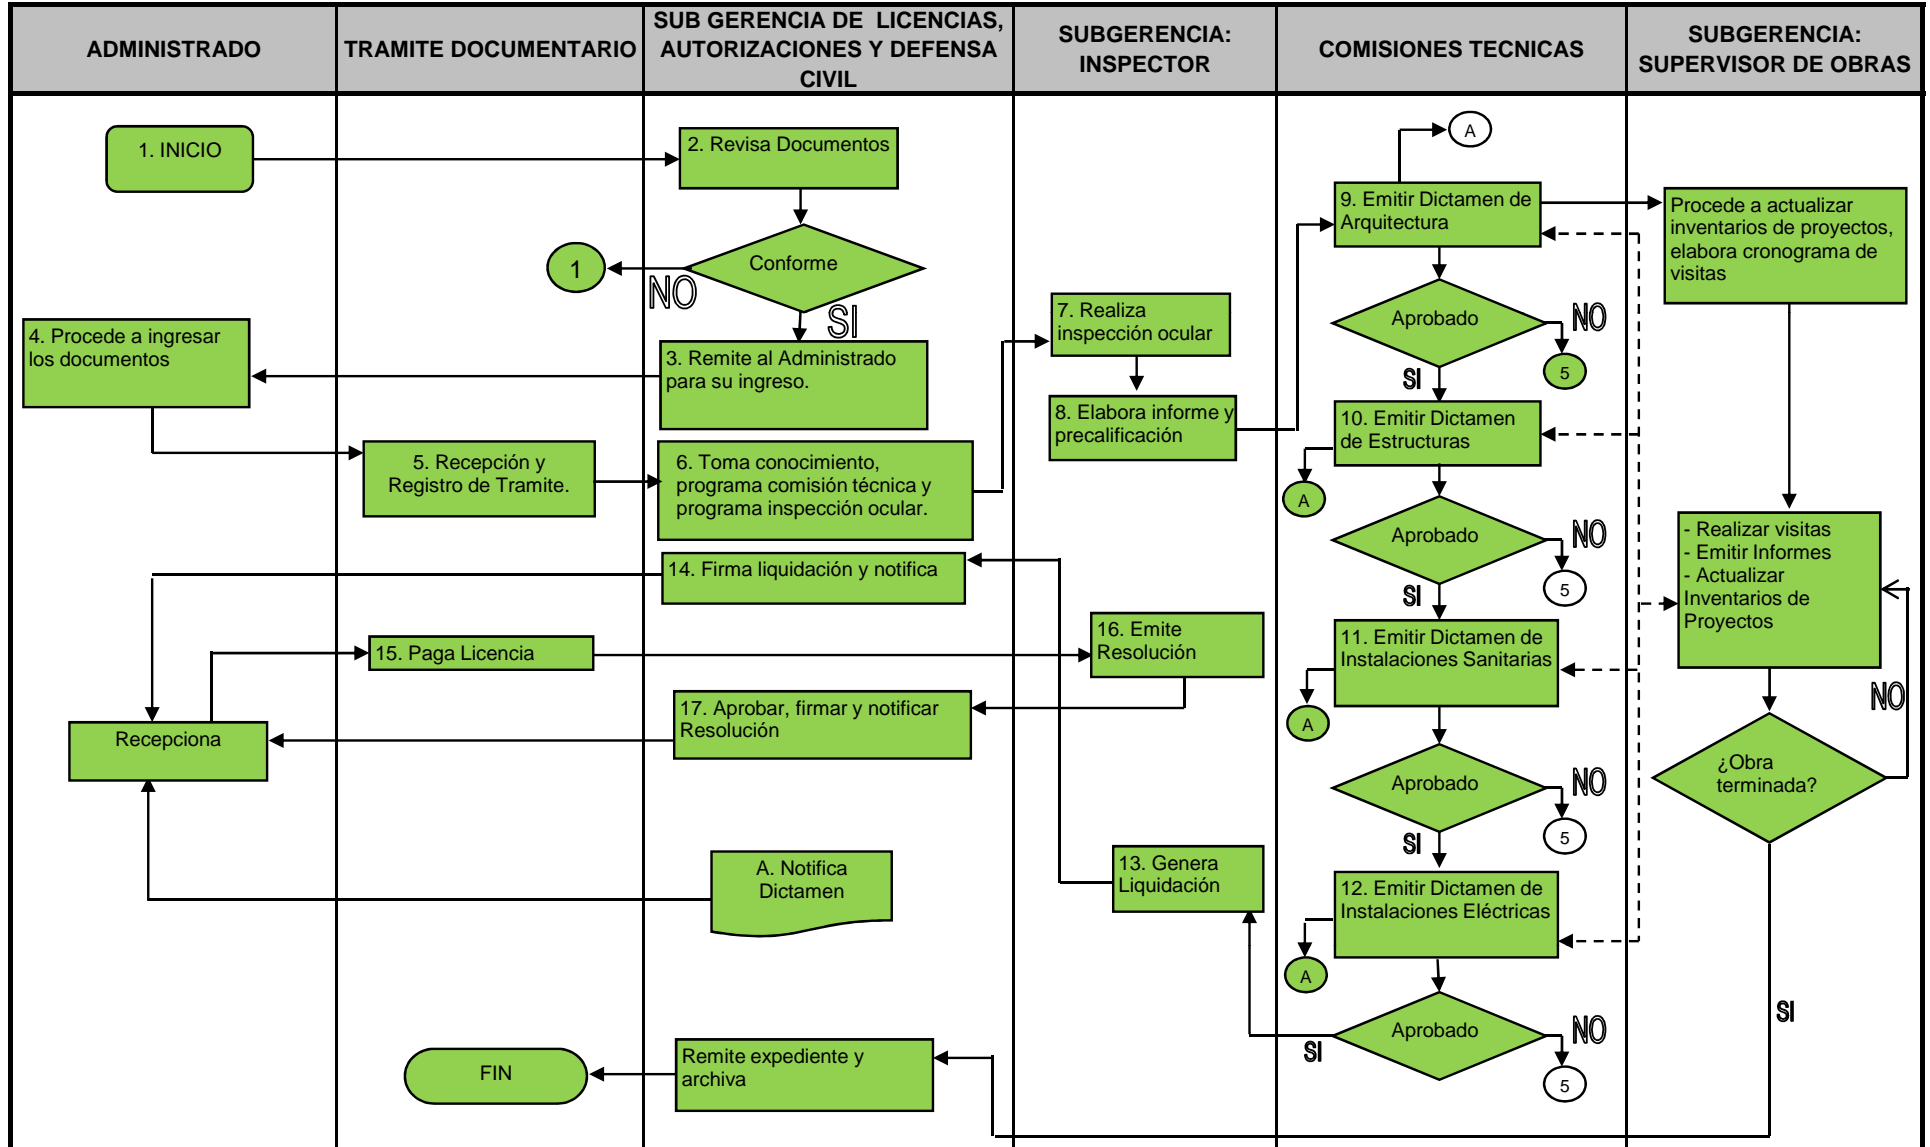 ADMINISTRADO
TRAMITE DOCUMENTARIO
SUB GERENCIA DE LICENCIAS,
AUTORIZACIONES Y DEFENSA
CIVIL
SUBGERENCIA:
INSPECTOR
COMISIONES TECNICAS
SUBGERENCIA:
SUPERVISOR DE OBRAS
1. INICIO
2. Revisa Documentos
Conforme
NO
1
SI
3. Remite al Administrado
para su ingreso.
4. Procede a ingresar
los documentos
5. Recepción y
Registro de Tramite.
6. Toma conocimiento,
programa comisión técnica y
programa inspección ocular.
7. Realiza
inspección ocular
8. Elabora informe y
precalificación
A
9. Emitir Dictamen de
Arquitectura
Aprobado
NO
5
SI
10. Emitir Dictamen
de Estructuras
A
Aprobado
NO
5
SI
11. Emitir Dictamen de
Instalaciones Sanitarias
A
Aprobado
NO
5
SI
12. Emitir Dictamen de
Instalaciones Eléctricas
A
Aprobado
NO
5
SI
Procede a actualizar
inventarios de proyectos,
elabora cronograma de
visitas
- Realizar visitas
- Emitir Informes
- Actualizar
Inventarios de
Proyectos
NO
¿Obra
terminada?
SI
13. Genera
Liquidación
14. Firma liquidación y notifica
15. Paga Licencia
16. Emite
Resolución
17. Aprobar, firmar y notificar
Resolución
Recepciona
A. Notifica
Dictamen
Remite expediente y
archiva
FIN